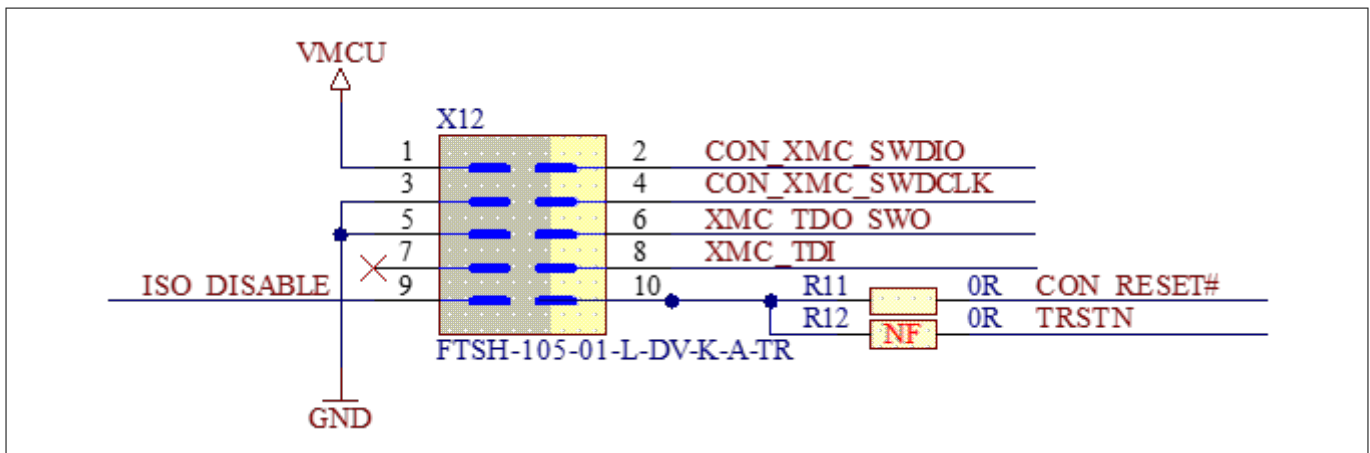 VMCU
X12
1 2 CON_XMC_SWDIO
3 4 CON_XMC_SWDCLK
5 6 XMC_TDO_SWO
7 8 XMC_TDI
ISO_DISABLE 9 10 R11 0R CON_RESET#
R12 NF 0R TRSTN
FTSH-105-01-L-DV-K-A-TR
GND